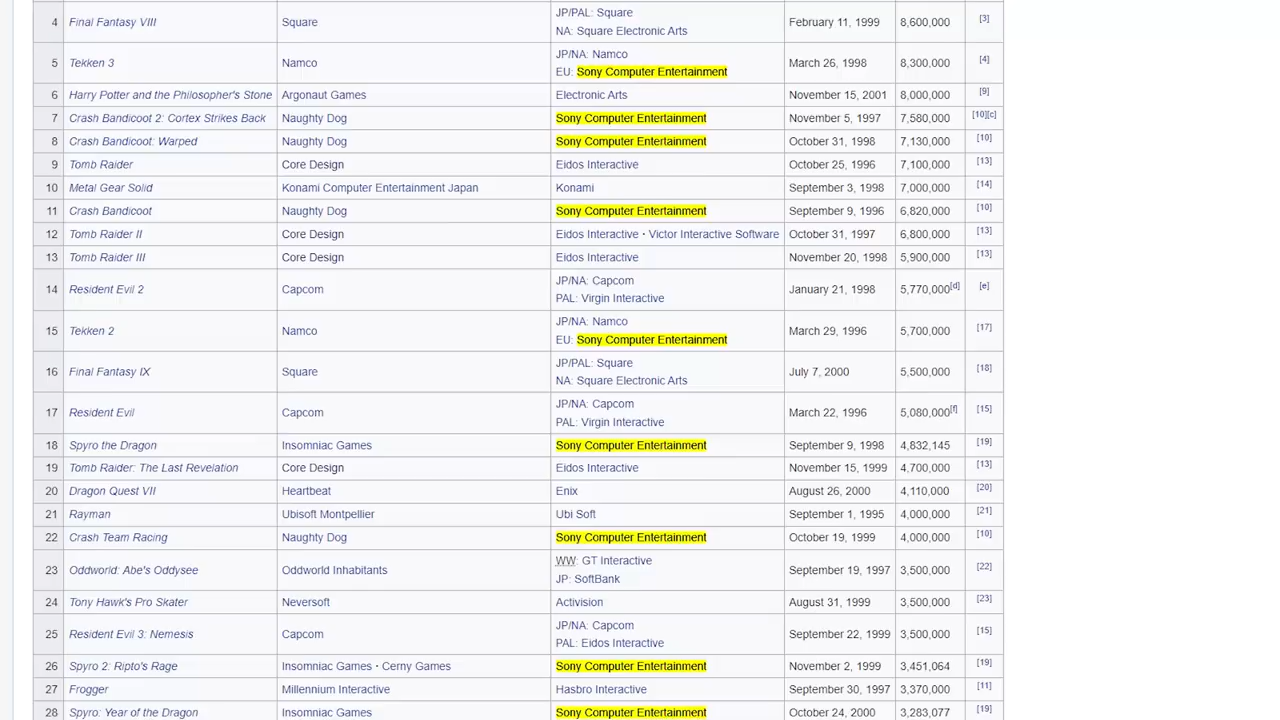 4 Final Fantasy VIII Square JP/PAL: Square February 11, 1999 8,600,000 [3]
NA: Square Electronic Arts
5 Tekken 3 Namco JP/NA: Namco March 26, 1998 8,300,000 [4]
EU: Sony Computer Entertainment
6 Harry Potter and the Philosopher's Stone Argonaut Games Electronic Arts November 15, 2001 8,000,000 [9]
7 Crash Bandicoot 2: Cortex Strikes Back Naughty Dog Sony Computer Entertainment November 5, 1997 7,580,000 [10][c]
8 Crash Bandicoot: Warped Naughty Dog Sony Computer Entertainment October 31, 1998 7,130,000 [10]
9 Tomb Raider Core Design Eidos Interactive October 25, 1996 7,100,000 [13]
10 Metal Gear Solid Konami Computer Entertainment Japan Konami September 3, 1998 7,000,000 [14]
11 Crash Bandicoot Naughty Dog Sony Computer Entertainment September 9, 1996 6,820,000 [10]
12 Tomb Raider II Core Design Eidos Interactive · Victor Interactive Software October 31, 1997 6,800,000 [13]
13 Tomb Raider III Core Design Eidos Interactive November 20, 1998 5,900,000 [13]
14 Resident Evil 2 Capcom JP/NA: Capcom January 21, 1998 5,770,000[d] [e]
PAL: Virgin Interactive
15 Tekken 2 Namco JP/NA: Namco March 29, 1996 5,700,000 [17]
EU: Sony Computer Entertainment
16 Final Fantasy IX Square JP/PAL: Square July 7, 2000 5,500,000 [18]
NA: Square Electronic Arts
17 Resident Evil Capcom JP/NA: Capcom March 22, 1996 5,080,000[f] [15]
PAL: Virgin Interactive
18 Spyro the Dragon Insomniac Games Sony Computer Entertainment September 9, 1998 4,832,145 [19]
19 Tomb Raider: The Last Revelation Core Design Eidos Interactive November 15, 1999 4,700,000 [13]
20 Dragon Quest VII Heartbeat Enix August 26, 2000 4,110,000 [20]
21 Rayman Ubisoft Montpellier Ubi Soft September 1, 1995 4,000,000 [21]
22 Crash Team Racing Naughty Dog Sony Computer Entertainment October 19, 1999 4,000,000 [10]
23 Oddworld: Abe's Oddysee Oddworld Inhabitants WW: GT Interactive September 19, 1997 3,500,000 [22]
JP: SoftBank
24 Tony Hawk's Pro Skater Neversoft Activision August 31, 1999 3,500,000 [23]
25 Resident Evil 3: Nemesis Capcom JP/NA: Capcom September 22, 1999 3,500,000 [15]
PAL: Eidos Interactive
26 Spyro 2: Ripto's Rage Insomniac Games · Cerny Games Sony Computer Entertainment November 2, 1999 3,451,064 [19]
27 Frogger Millennium Interactive Hasbro Interactive September 30, 1997 3,370,000 [11]
28 Spyro: Year of the Dragon Insomniac Games Sony Computer Entertainment October 24, 2000 3,283,077 [19]